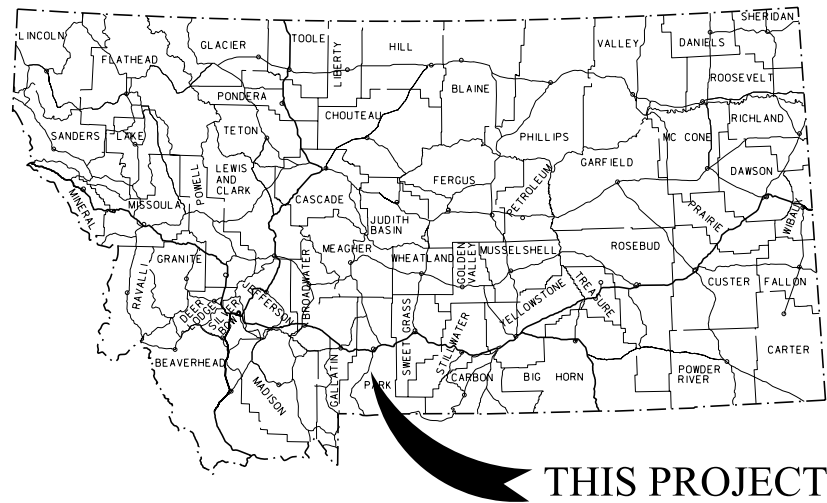 SHERIDAN
LINCOLN
GLACIER
TOOLE
LIBERTY
HILL
VALLEY
DANIELS
FLATHEAD
BLAINE
ROOSEVELT
PONDERA
CHOUTEAU
RICHLAND
SANDERS
LAKE
TETON
PHILLIPS
MC CONE
GARFIELD
DAWSON
POWELL
LEWIS
AND
CLARK
FERGUS
PETROLEUM
MINERAL
MISSOULA
CASCADE
PRAIRIE
WIBAUX
JUDITH
BASIN
MEAGHER
WHEATLAND
GOLDEN
VALLEY
MUSSELSHELL
ROSEBUD
GRANITE
RAVALLI
BROADWATER
JEFFERSON
CUSTER
FALLON
DEER
LODGE
SILVER
BOW
SWEET GRASS
STILLWATER
YELLOWSTONE
TREASURE
BEAVERHEAD
MADISON
GALLATIN
PARK
CARBON
BIG HORN
POWDER
RIVER
CARTER
THIS PROJECT